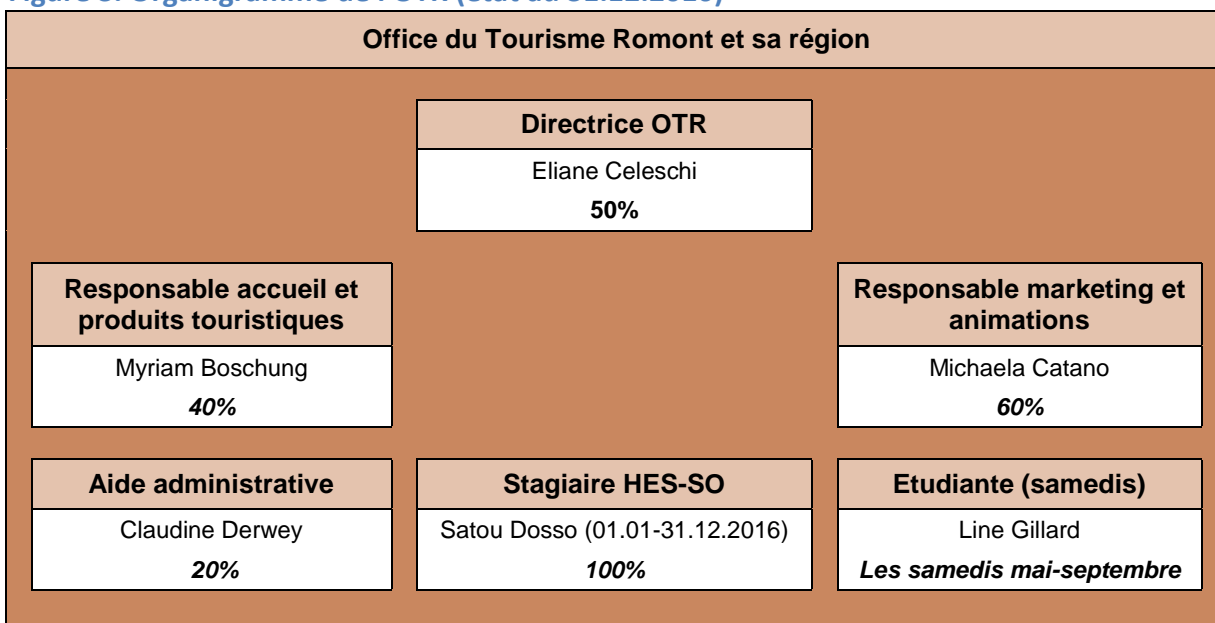 Office du Tourisme Romont et sa région
Directrice OTR
Eliane Celeschi
50%
Responsable accueil et
produits touristiques
Myriam Boschung
40%
Responsable marketing et
animations
Michaela Catano
60%
Aide administrative
Claudine Derwey
20%
Stagiaire HES-SO
Satou Dosso (01.01-31.12.2016)
100%
Etudiante (samedis)
Line Gillard
Les samedis mai-septembre